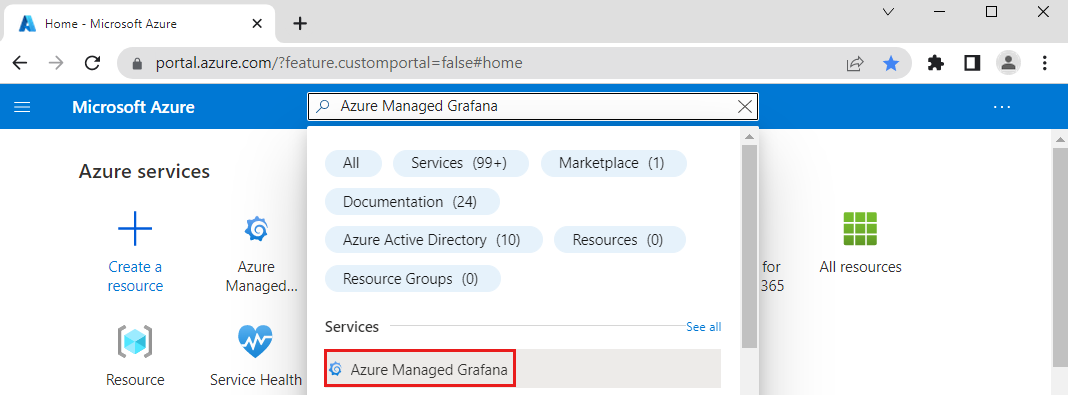 Home - Microsoft Azure
portal.azure.com/?feature.customportal=false#home
Microsoft Azure
Azure Managed Grafana
All
Services (99+)
Marketplace (1)
Documentation (24)
Azure Active Directory (10)
Resources (0)
Resource Groups (0)
Azure services
Create a
resource
Azure
Managed...
for
365
All resources
Services
See all
Azure Managed Grafana
Resource
Service Health